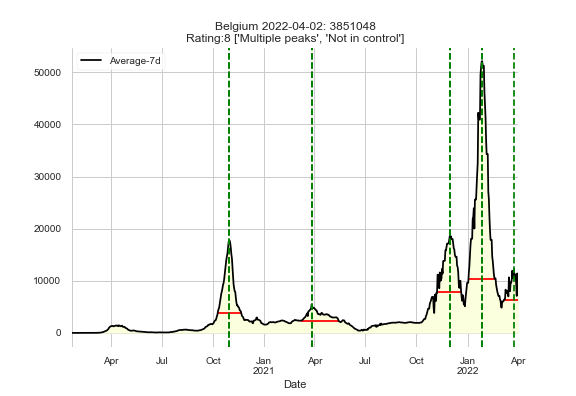 Belgium 2022-04-02: 3851048
Rating:8 ['Multiple peaks', 'Not in control']
Average-7d
50000
40000
30000
20000
10000
0
Apr Jul Oct Jan Apr Jul Oct Jan Apr
2021 2022
Date